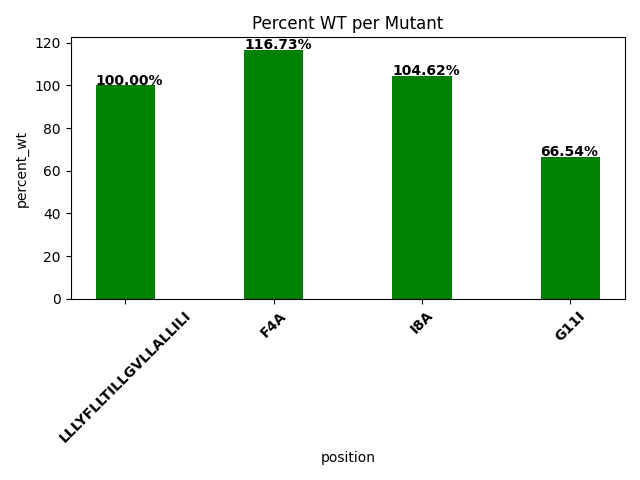 Percent WT per Mutant
percent_wt
120
100
80
60
40
20
0
100.00%
116.73%
104.62%
66.54%
LLLYFLLTILLGVLLALLILI
F4A
I8A
G11I
position